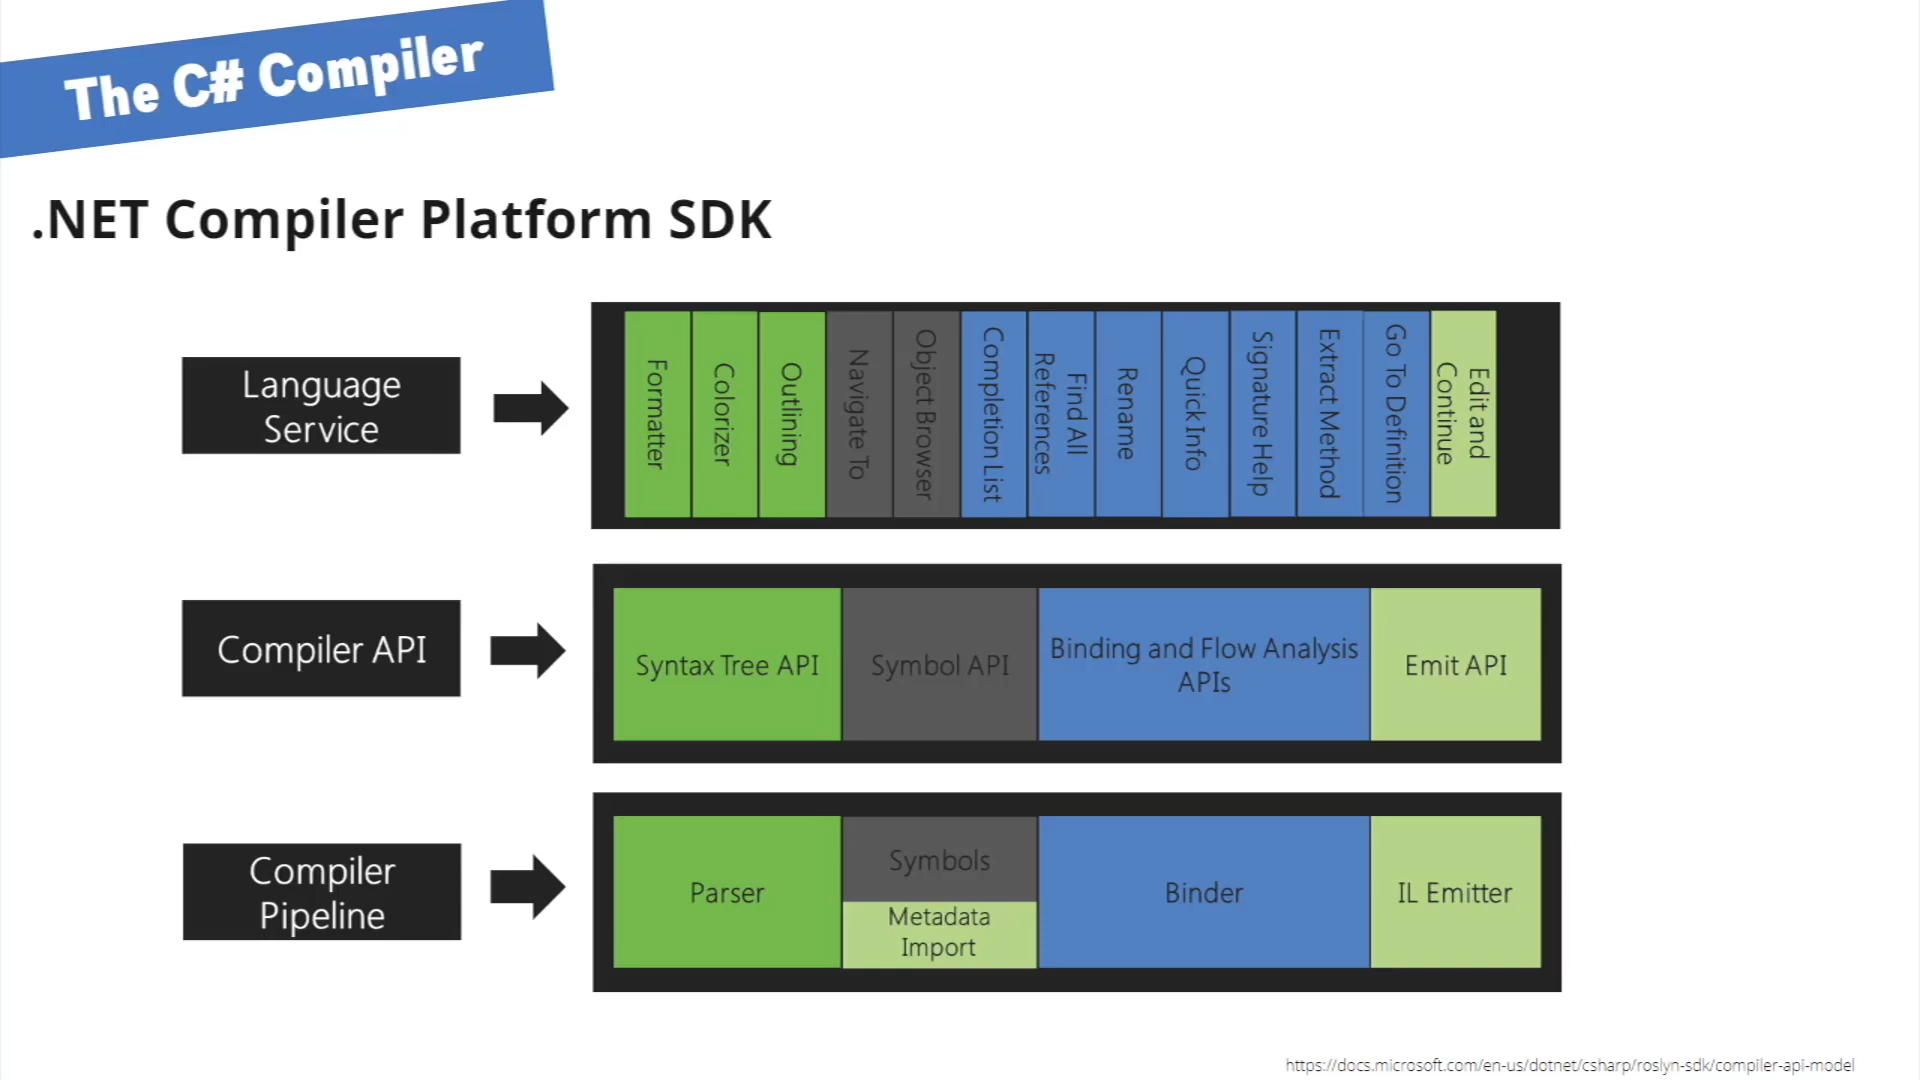 The C# Compiler
.NET Compiler Platform SDK
Language
Service
Formatter
Colorizer
Outlining
Navigate To
Object Browser
Completion List
Find All
References
Rename
Quick Info
Signature Help
Extract Method
Go To Definition
Edit and
Continue
Compiler API
Syntax Tree API
Symbol API
Binding and Flow Analysis
APIs
Emit API
Compiler
Pipeline
Parser
Symbols
Metadata
Import
Binder
IL Emitter
https://docs.microsoft.com/en-us/dotnet/csharp/roslyn-sdk/compiler-api-model